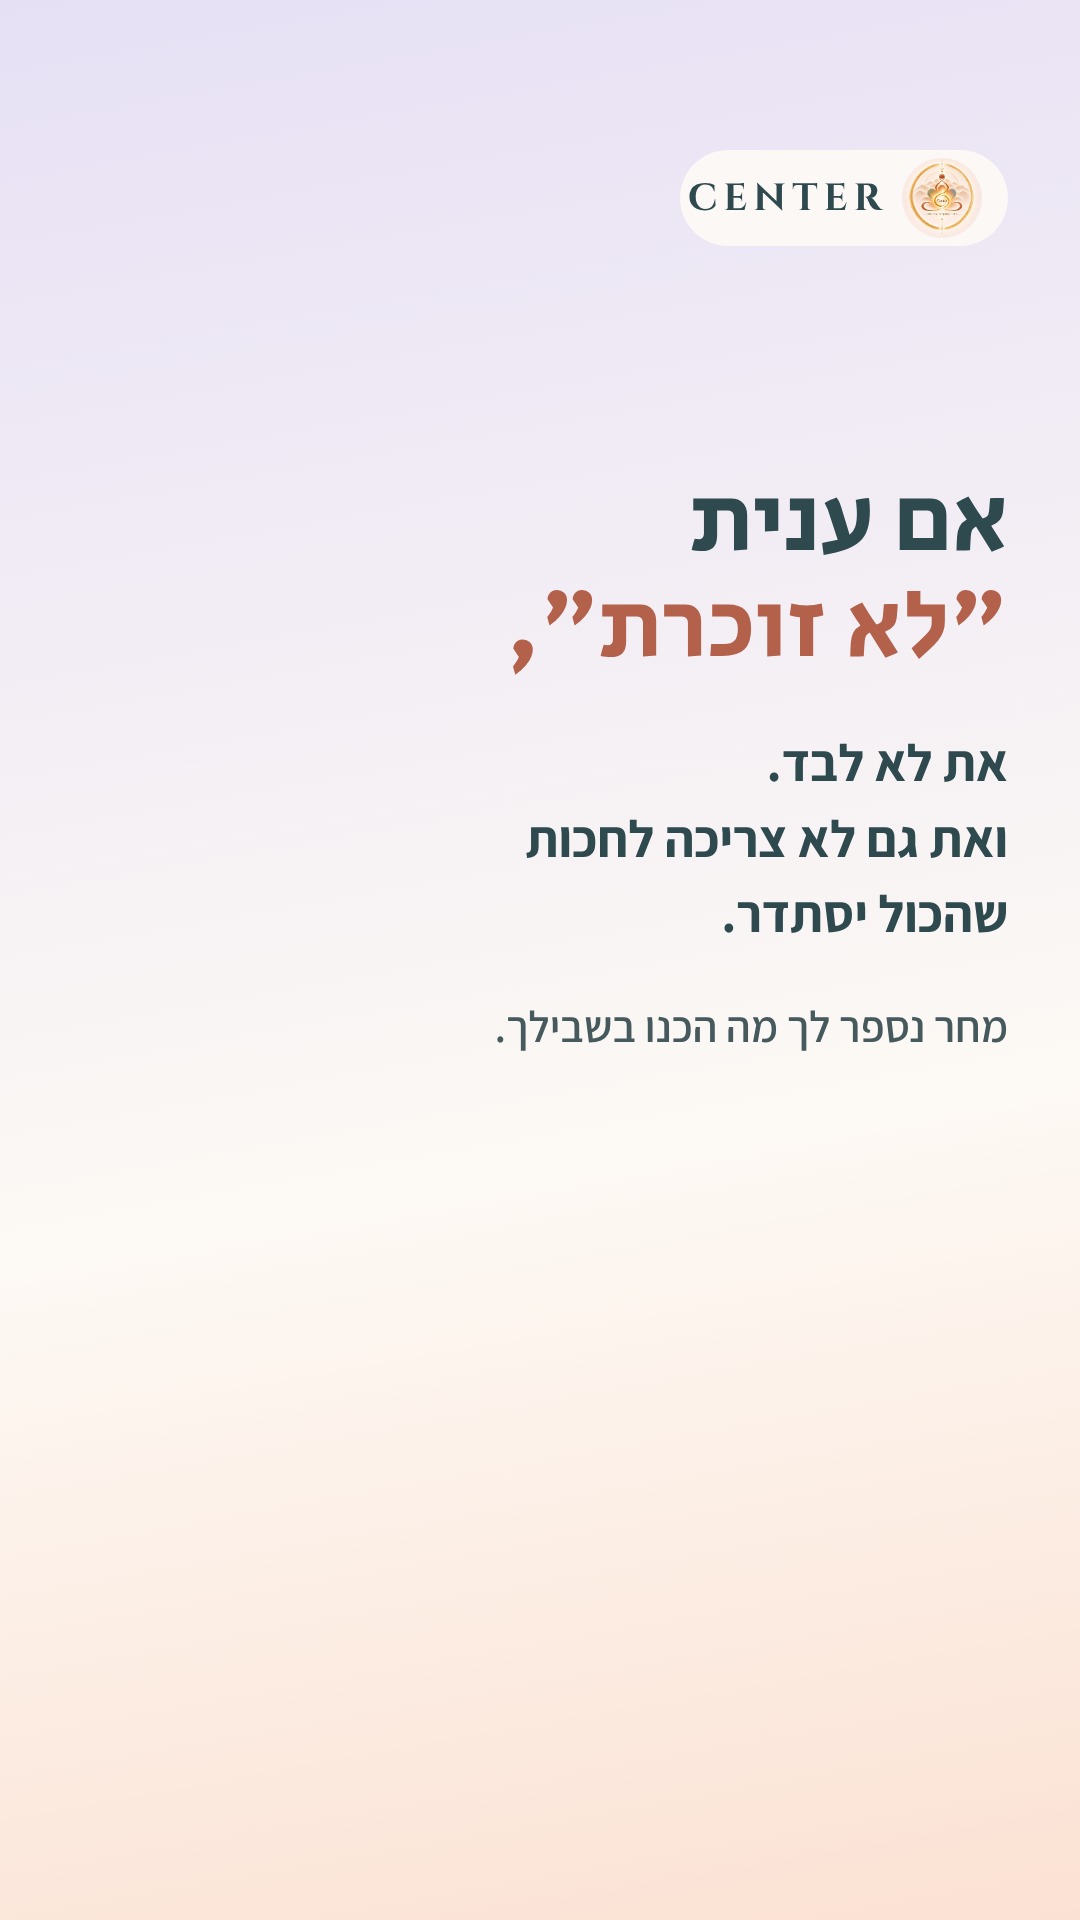 CENTER
אם ענית
”לא זוכרת”,
את לא לבד.
ואת גם לא צריכה לחכות
שהכול יסתדר.
מחר נספר לך מה הכנו בשבילך.